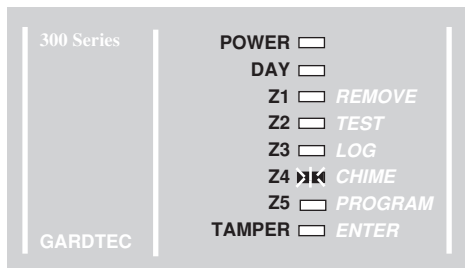 300 Series
POWER
DAY
Z1 REMOVE
Z2 TEST
Z3 LOG
Z4 CHIME
Z5 PROGRAM
TAMPER ENTER
GARDTEC